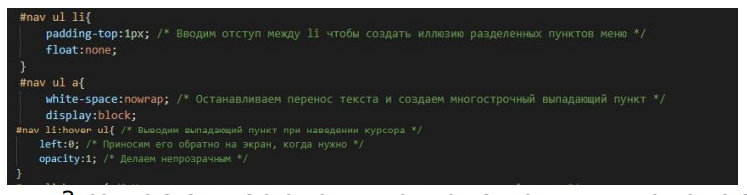 #nav ul li{
padding-top:1px; /* Вводим отступ между li чтобы создать иллюзию разделенных пунктов меню */
float:none;
}
#nav ul a{
white-space:nowrap; /* Останавливаем перенос текста и создаем многострочный выпадающий пункт */
display:block;
#nav li:hover ul{ /* Выводим выпадающий пункт при наведении курсора */
left:0; /* Приносим его обратно на экран, когда нужно */
opacity:1; /* Делаем непрозрачным */
}